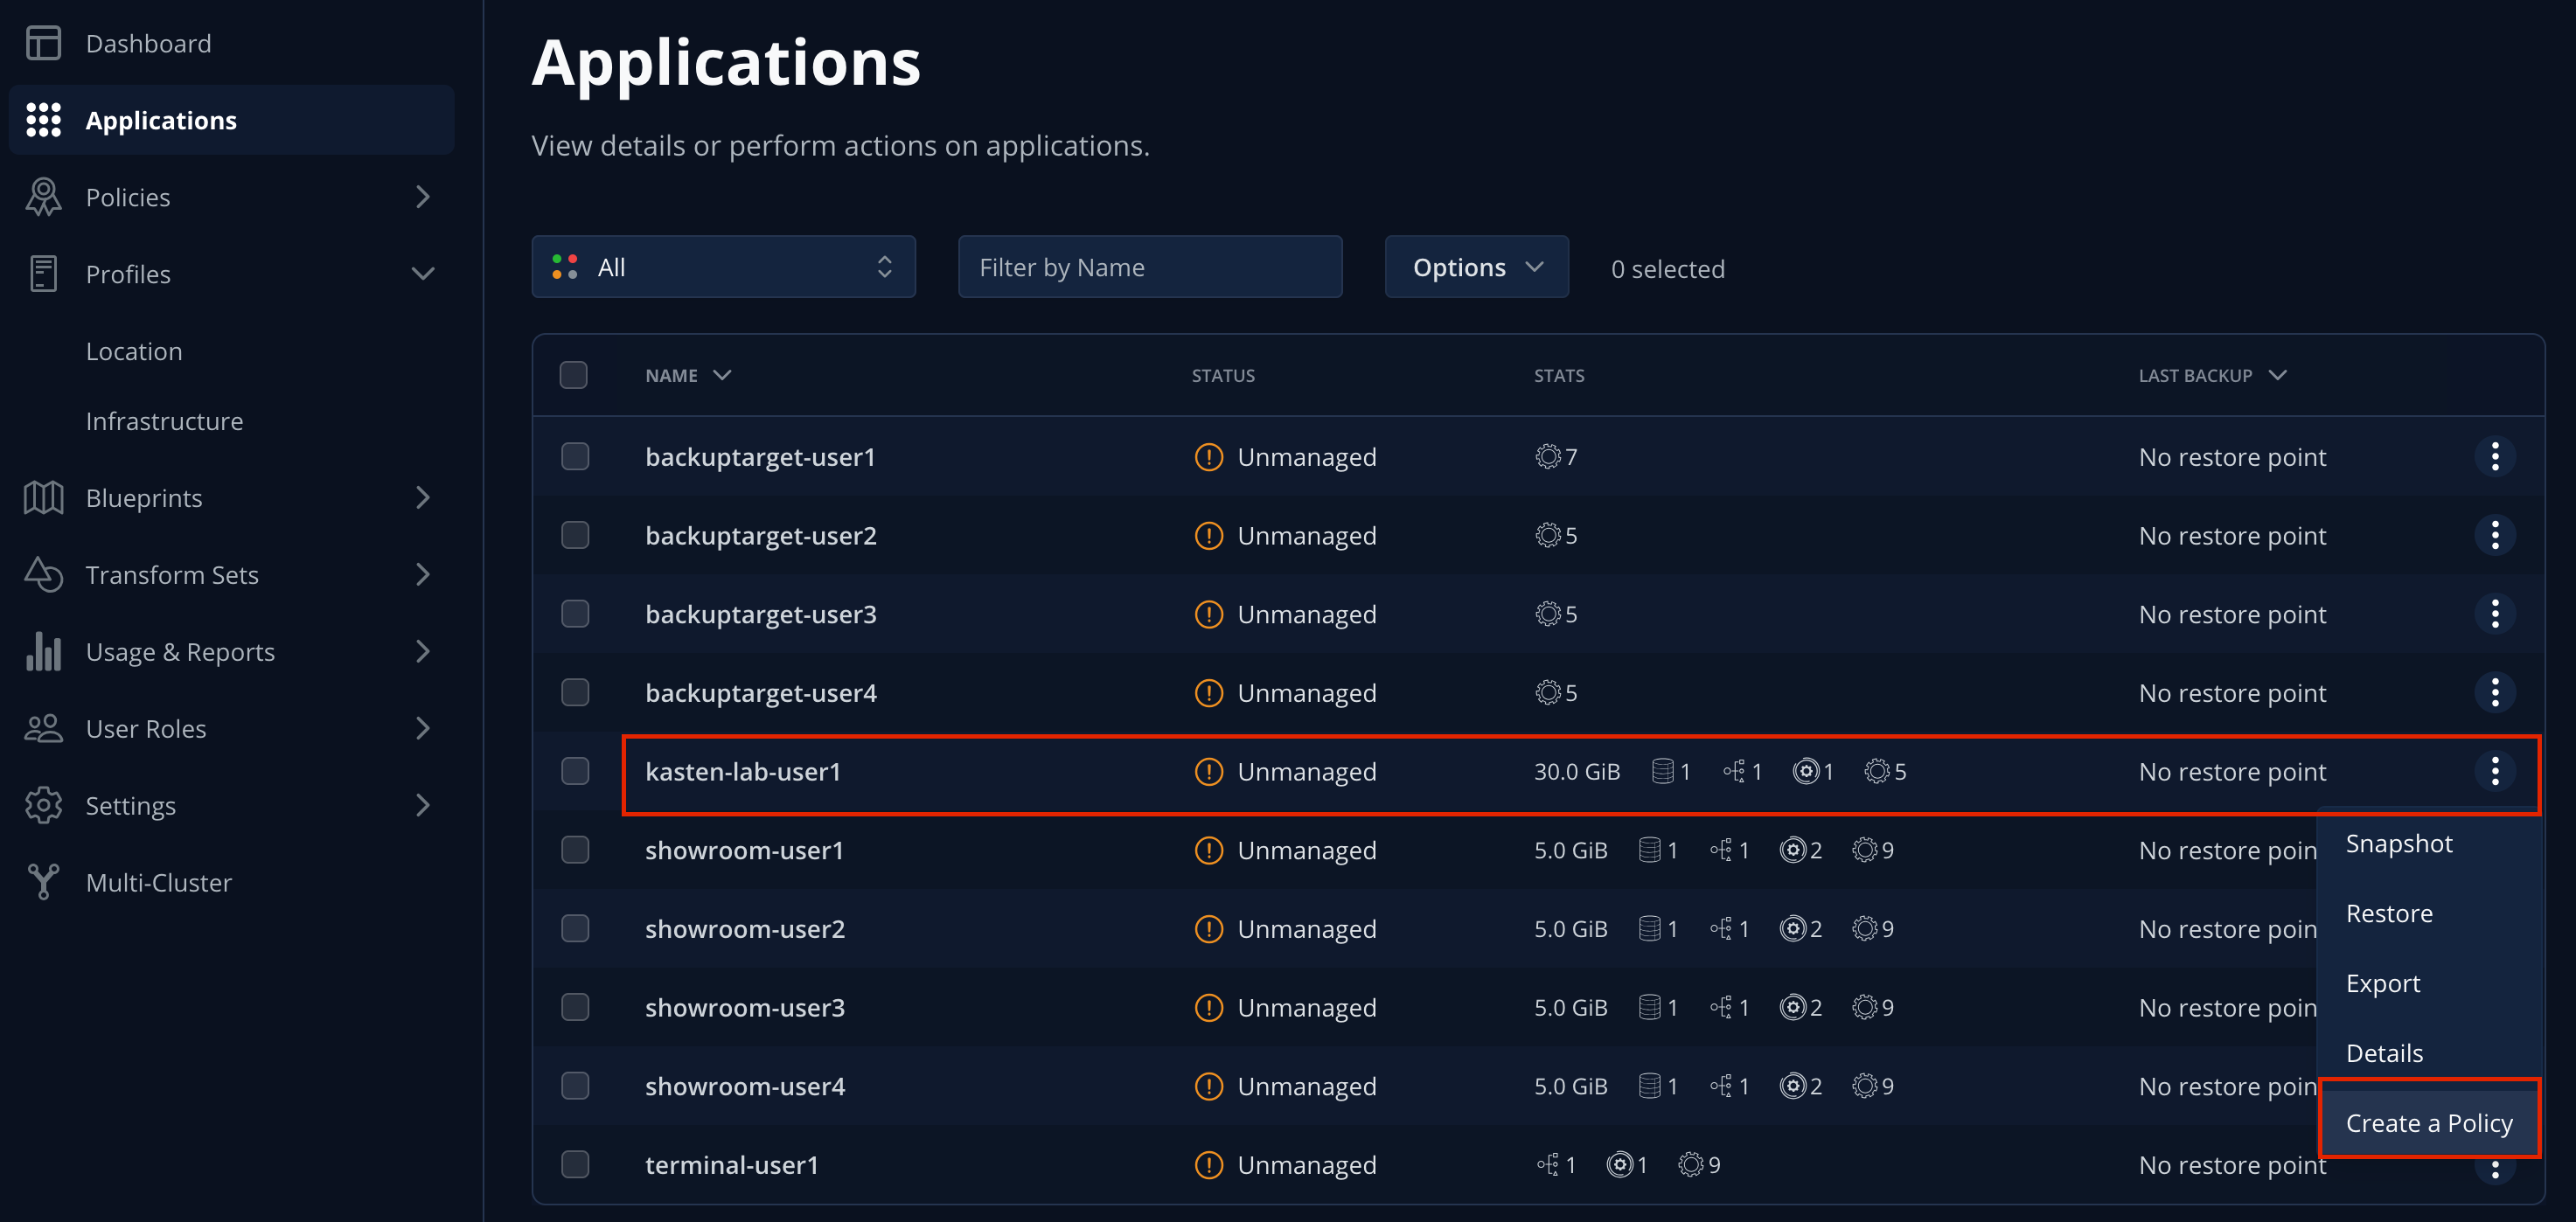 Dashboard
Applications
Policies
Profiles
Location
Infrastructure
Blueprints
Transform Sets
Usage & Reports
User Roles
Settings
Multi-Cluster
Applications
View details or perform actions on applications.
All
Filter by Name
Options
0 selected
NAME STATUS STATS LAST BACKUP
backuptarget-user1 Unmanaged 7 No restore point
backuptarget-user2 Unmanaged 5 No restore point
backuptarget-user3 Unmanaged 5 No restore point
backuptarget-user4 Unmanaged 5 No restore point
kasten-lab-user1 Unmanaged 30.0 GiB 1 1 1 5 No restore point
showroom-user1 Unmanaged 5.0 GiB 1 1 2 9 No restore poin
showroom-user2 Unmanaged 5.0 GiB 1 1 2 9 No restore poin
showroom-user3 Unmanaged 5.0 GiB 1 1 2 9 No restore poin
showroom-user4 Unmanaged 5.0 GiB 1 1 2 9 No restore poin
terminal-user1 Unmanaged 1 1 9 No restore point
Snapshot
Restore
Export
Details
Create a Policy